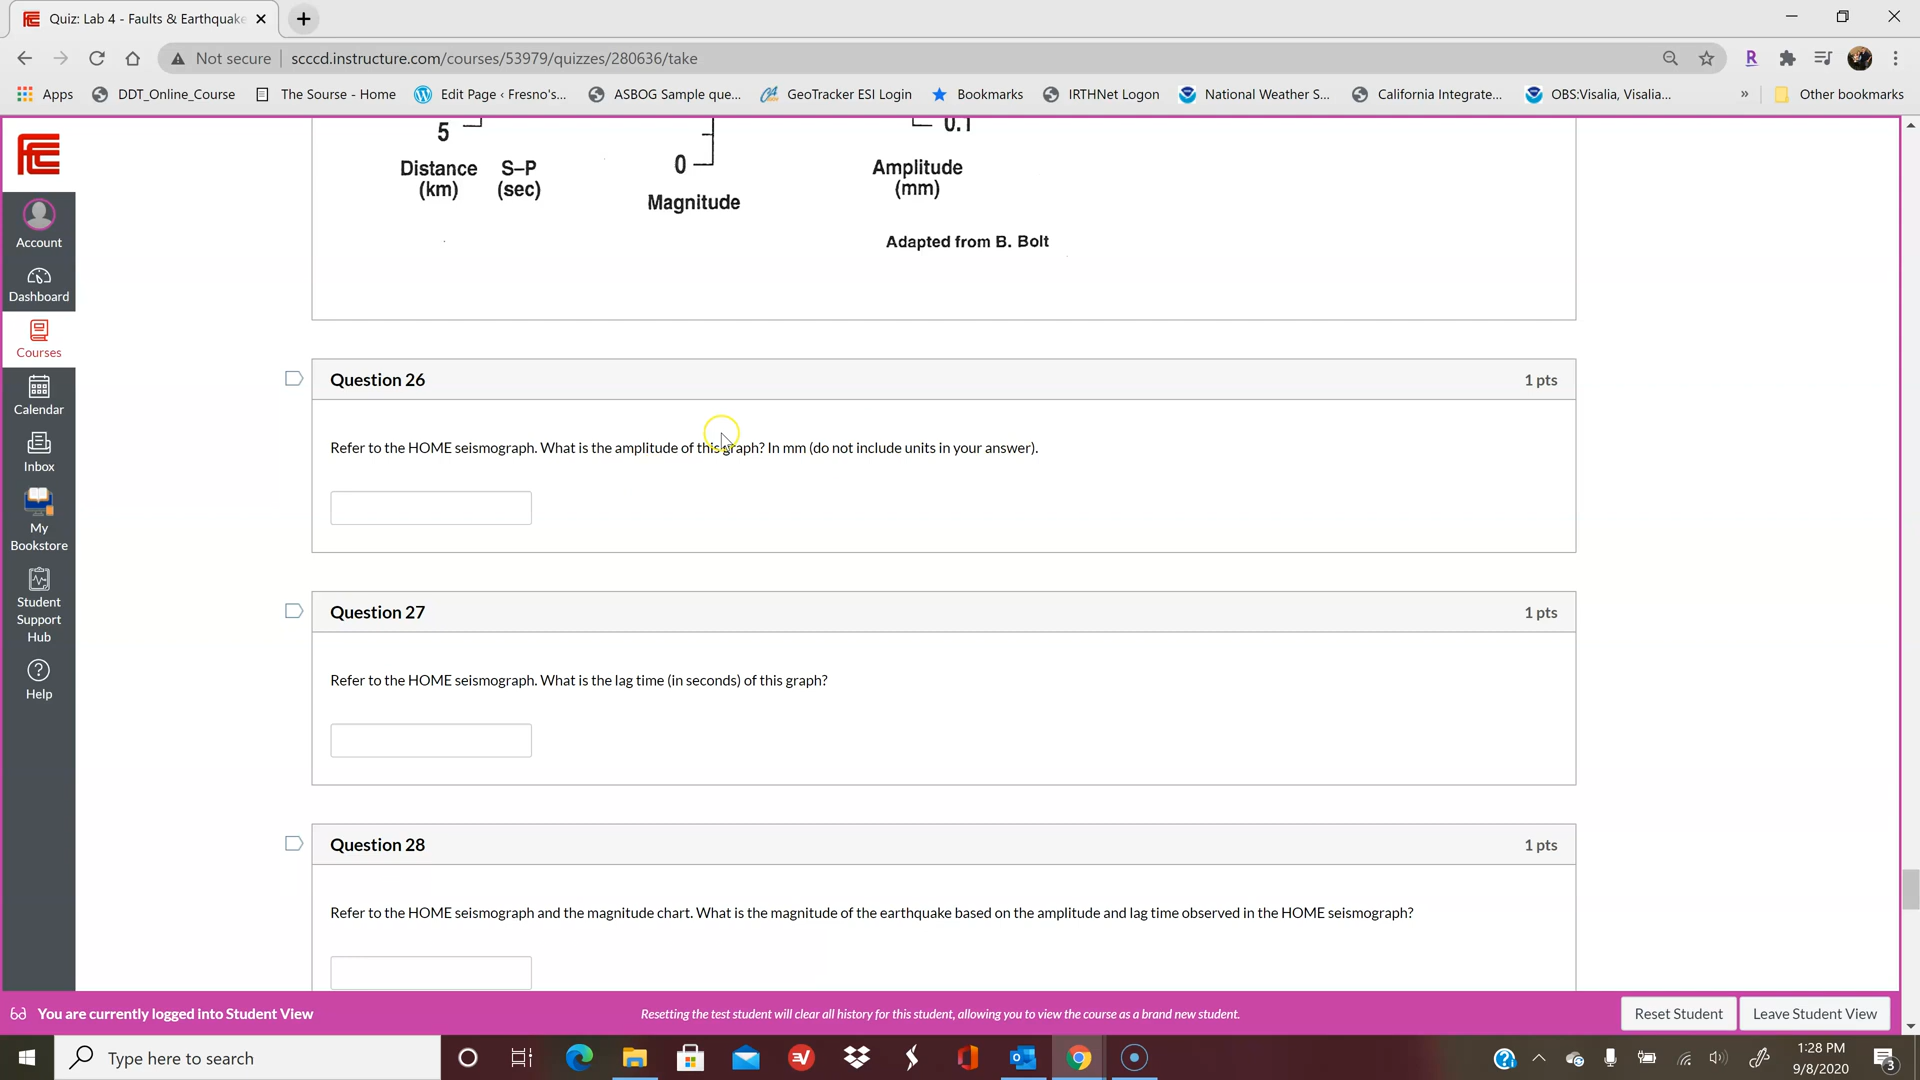 Quiz: Lab 4 - Faults & Earthquake
Not secure
scccd.instructure.com/courses/53979/quizzes/280636/take
R
Apps
DDT_Online_Course
The Sourse - Home
Edit Page ‹ Fresno's...
ASBOG Sample que...
GeoTracker ESI Login
Bookmarks
IRTHNet Logon
National Weather S...
California Integrate...
OBS:Visalia, Visalia...
»
Other bookmarks
FCC
Account
Dashboard
Courses
Calendar
Inbox
My
Bookstore
Student
Support
Hub
Help
5
0
0.1
Distance
(km)
S–P
(sec)
Magnitude
Amplitude
(mm)
Adapted from B. Bolt
Question 26
1 pts
Refer to the HOME seismograph. What is the amplitude of this graph? In mm (do not include units in your answer).
Question 27
1 pts
Refer to the HOME seismograph. What is the lag time (in seconds) of this graph?
Question 28
1 pts
Refer to the HOME seismograph and the magnitude chart. What is the magnitude of the earthquake based on the amplitude and lag time observed in the HOME seismograph?
You are currently logged into Student View
Resetting the test student will clear all history for this student, allowing you to view the course as a brand new student.
Reset Student
Leave Student View
Type here to search
1:28 PM
9/8/2020
3